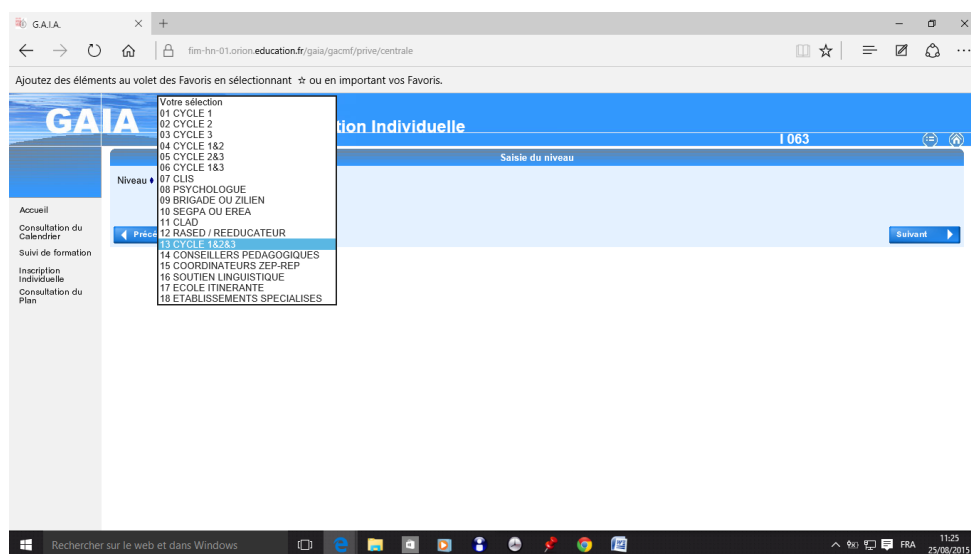 G.A.I.A.
fim-hn-01.orion.education.fr/gaia/gacmf/prive/centrale
Ajoutez des éléments au volet des Favoris en sélectionnant ☆ ou en important vos Favoris.
GAIA
tion Individuelle
I 063
Saisie du niveau
Niveau
Votre sélection
01 CYCLE 1
02 CYCLE 2
03 CYCLE 3
04 CYCLE 1&2
05 CYCLE 2&3
06 CYCLE 1&3
07 CLIS
08 PSYCHOLOGUE
09 BRIGADE OU ZILIEN
10 SEGPA OU EREA
11 CLAD
12 RASED / REEDUCATEUR
13 CYCLE 1&2&3
14 CONSEILLERS PEDAGOGIQUES
15 COORDINATEURS ZEP-REP
16 SOUTIEN LINGUISTIQUE
17 ECOLE ITINERANTE
18 ETABLISSEMENTS SPECIALISES
Précé
Suivant
Accueil
Consultation du
Calendrier
Suivi de formation
Inscription
Individuelle
Consultation du
Plan
Rechercher sur le web et dans Windows
FRA
11:25
25/08/2015